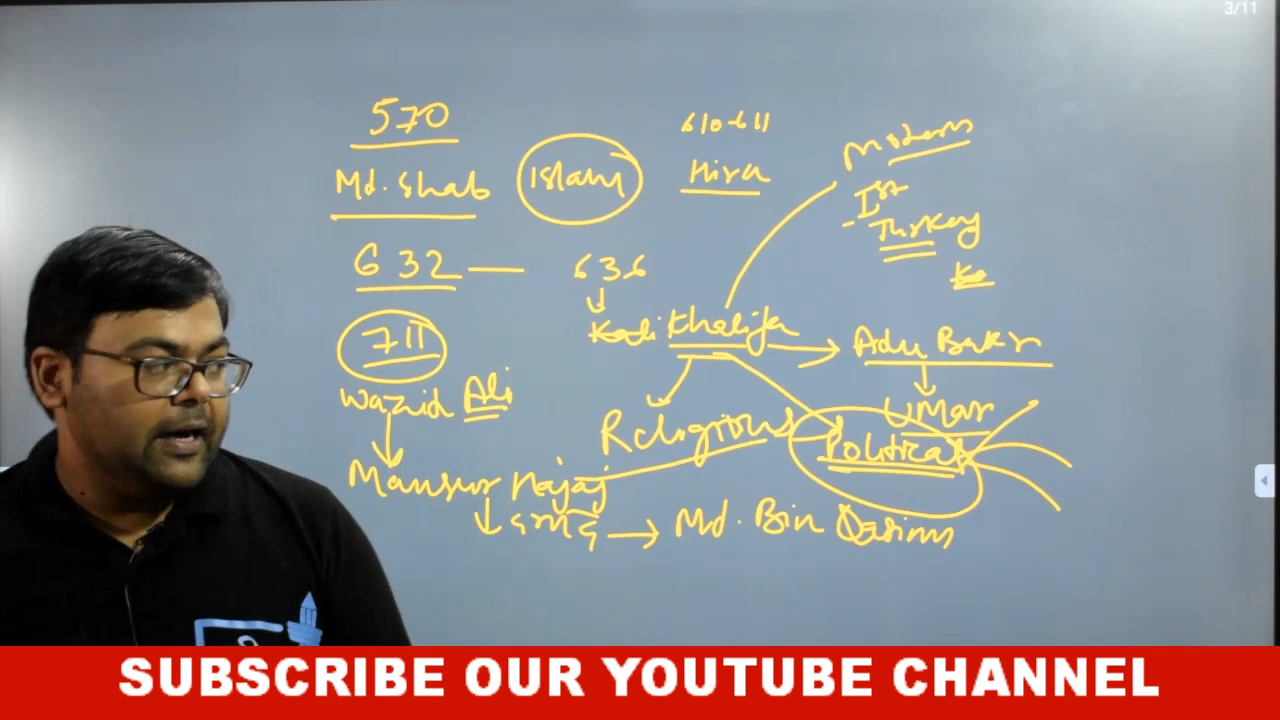 3/11
570
Md. Shab
Islam
610-611
Hira
Modern
Ist
Turkey
632 — 636
Khalifa → Abu Bakr
Umar
711
Wazid Ali
Religious
Political
Mansur Hajaj
→ Md. Bin Qasim
SUBSCRIBE OUR YOUTUBE CHANNEL